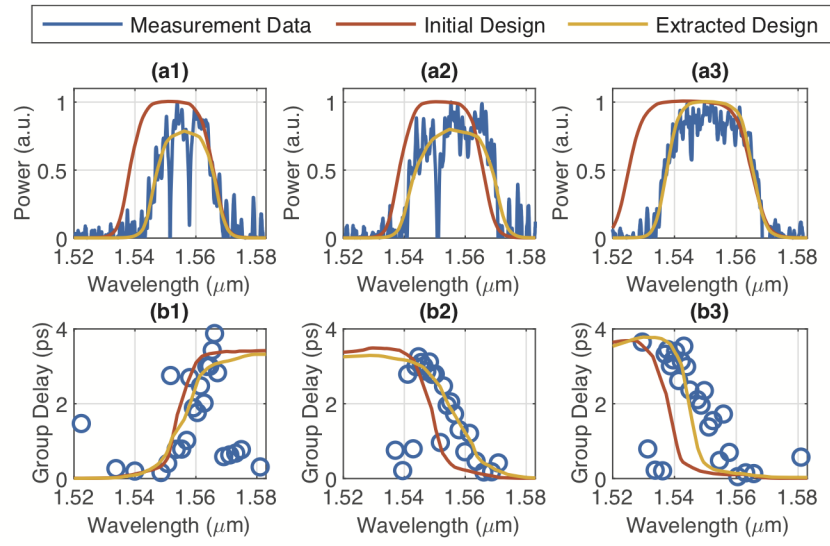 Measurement Data Initial Design Extracted Design
(a1) (a2) (a3)
1 1 1
0.5 0.5 0.5
0 0 0
Power (a.u.) Power (a.u.) Power (a.u.)
1.52 1.54 1.56 1.58 1.52 1.54 1.56 1.58 1.52 1.54 1.56 1.58
Wavelength (μm) Wavelength (μm) Wavelength (μm)
(b1) (b2) (b3)
4 4 4
2 2 2
0 0 0
Group Delay (ps) Group Delay (ps) Group Delay (ps)
1.52 1.54 1.56 1.58 1.52 1.54 1.56 1.58 1.52 1.54 1.56 1.58
Wavelength (μm) Wavelength (μm) Wavelength (μm)